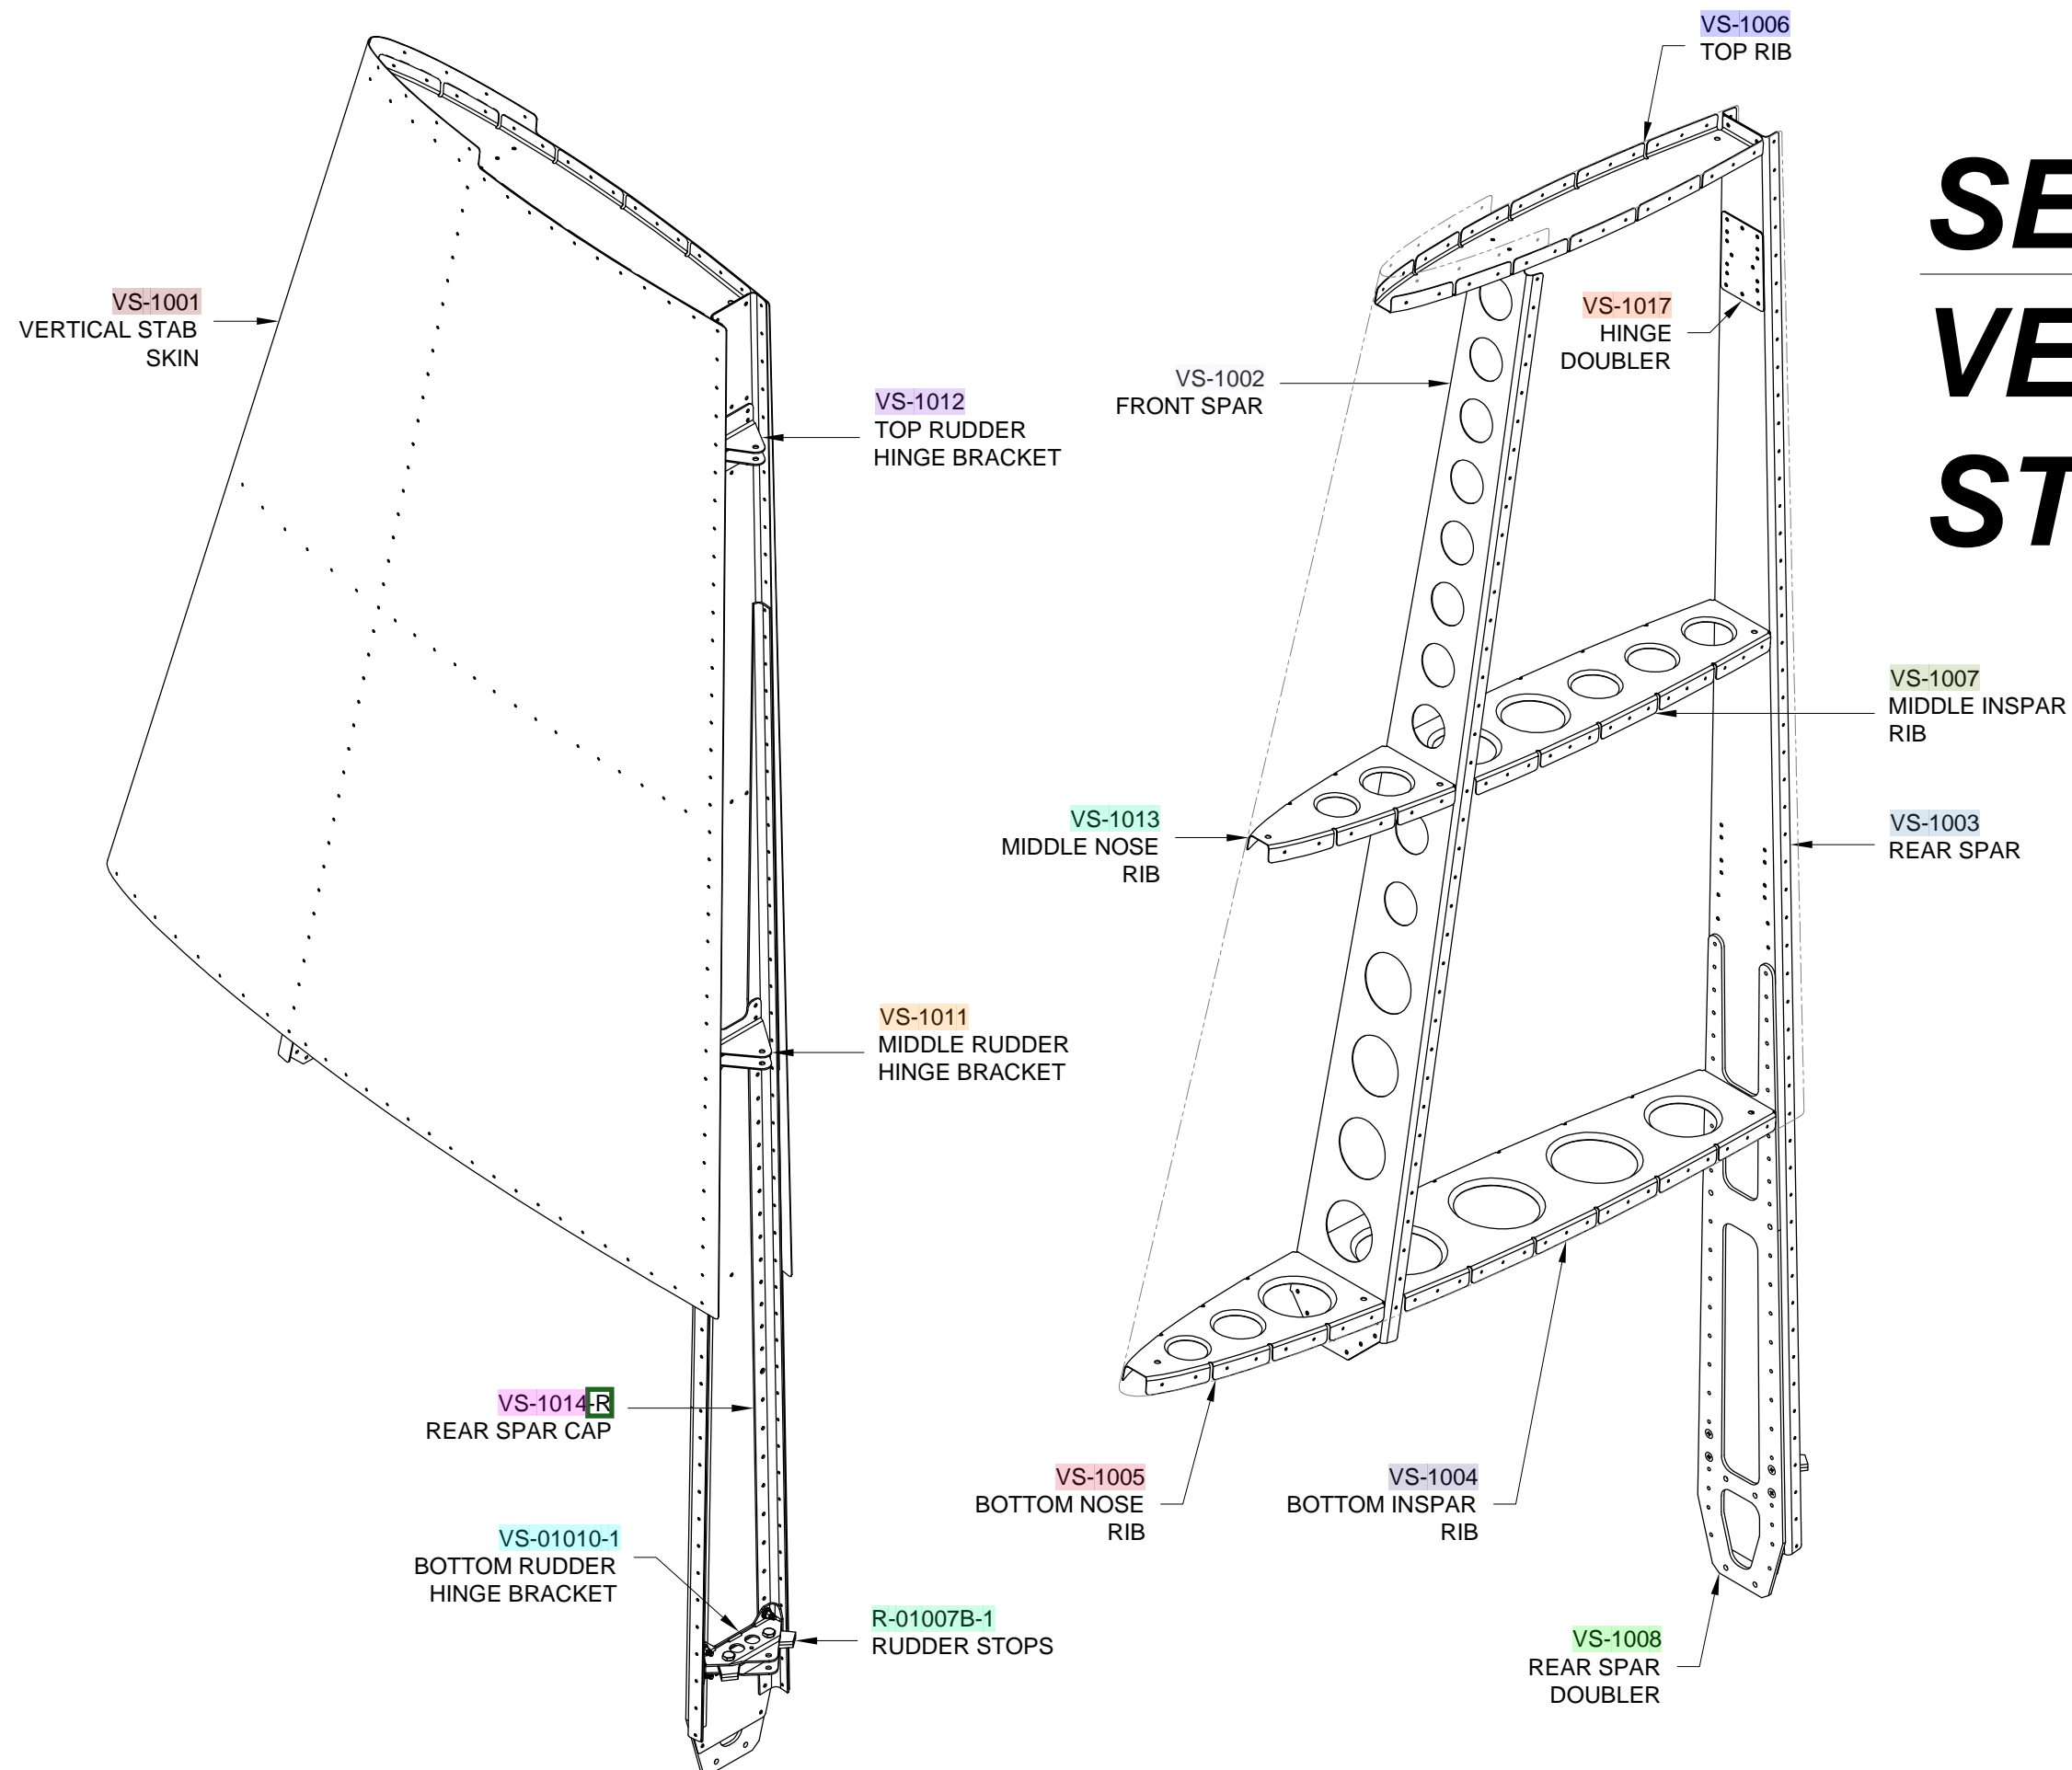 VS-1006
TOP RIB
SE
VE
ST
VS-1001
VERTICAL STAB
SKIN
VS-1017
HINGE
DOUBLER
VS-1002
FRONT SPAR
VS-1012
TOP RUDDER
HINGE BRACKET
VS-1007
MIDDLE INSPAR
RIB
VS-1013
MIDDLE NOSE
RIB
VS-1003
REAR SPAR
VS-1011
MIDDLE RUDDER
HINGE BRACKET
VS-1014-R
REAR SPAR CAP
VS-1005
BOTTOM NOSE
RIB
VS-1004
BOTTOM INSPAR
RIB
VS-01010-1
BOTTOM RUDDER
HINGE BRACKET
R-01007B-1
RUDDER STOPS
VS-1008
REAR SPAR
DOUBLER